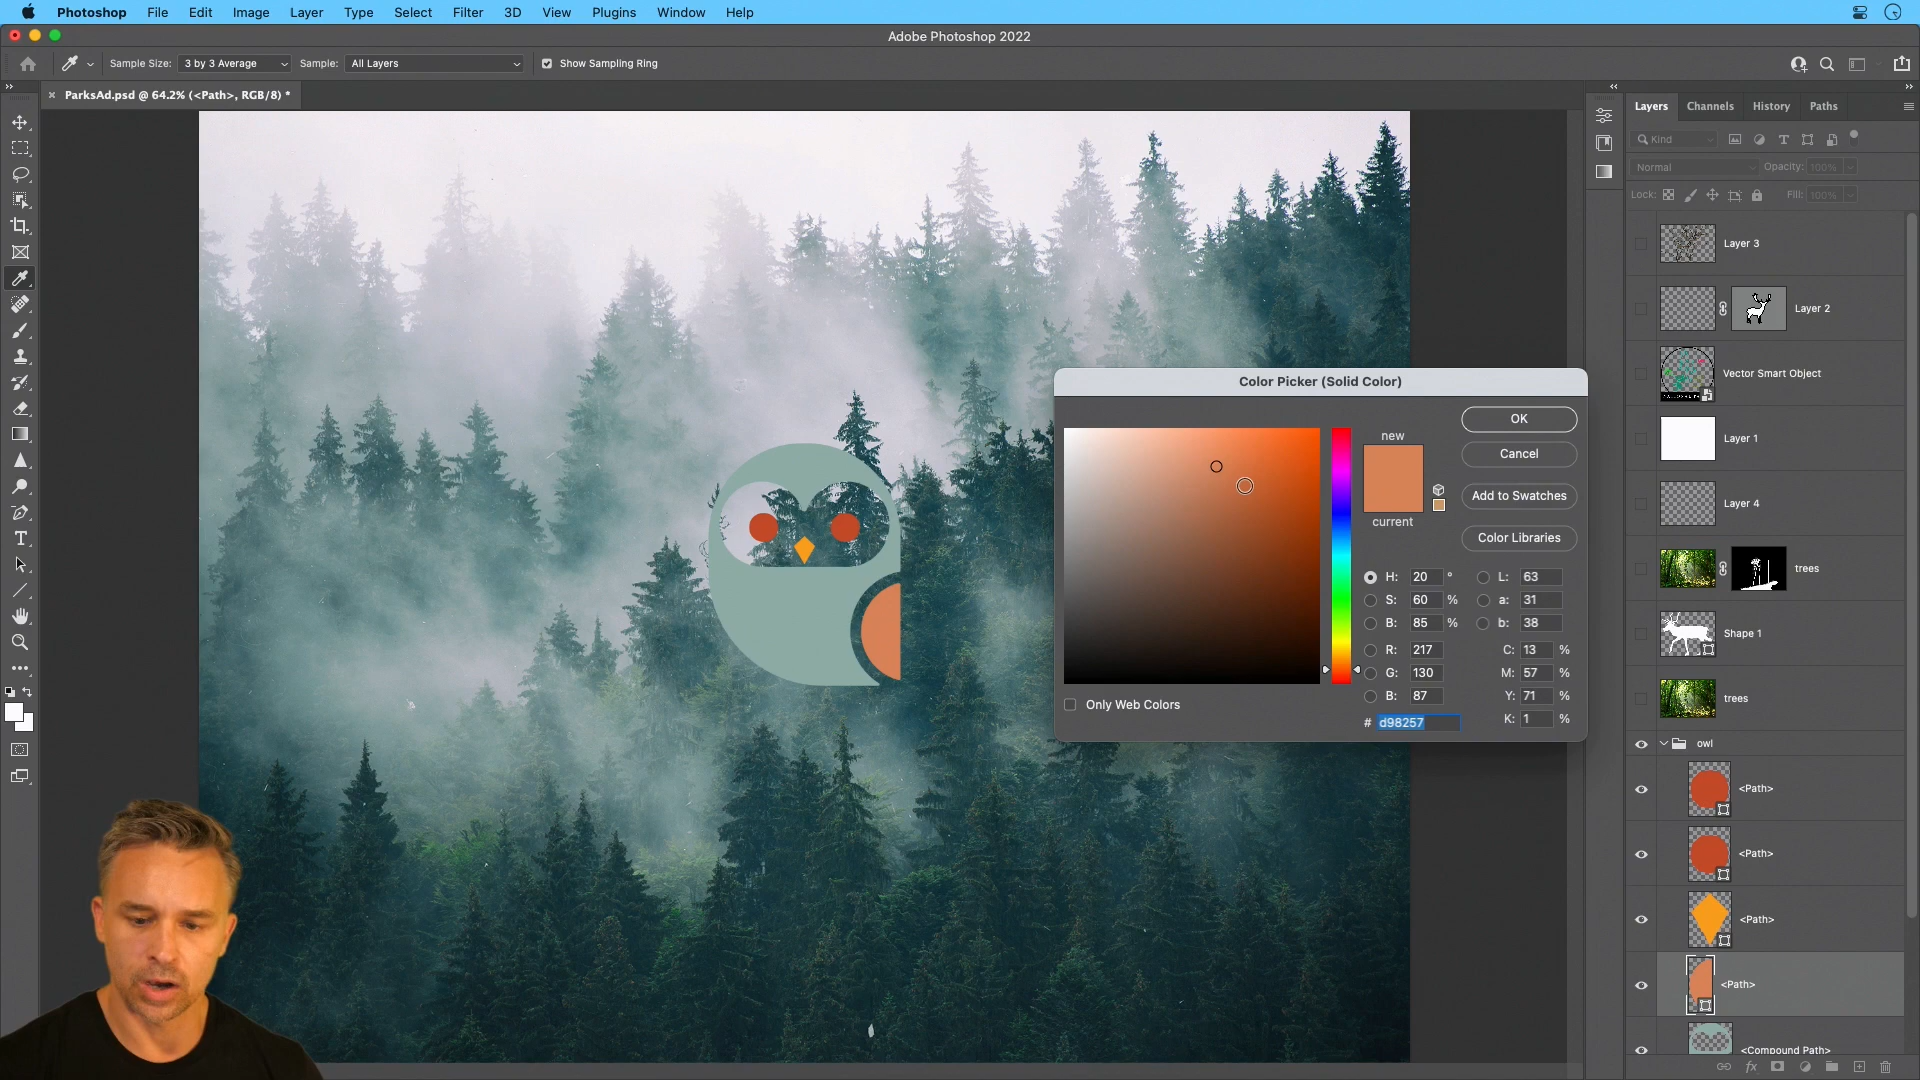 Photoshop File Edit Image Layer Type Select Filter 3D View Plugins Window Help
Adobe Photoshop 2022
Sample Size: 3 by 3 Average Sample: All Layers Show Sampling Ring
ParksAd.psd @ 64.2% (<Path>, RGB/8) *
Layers Channels History Paths
Kind
Normal Opacity: 100%
Lock: Fill: 100%
Layer 3
Layer 2
Vector Smart Object
Layer 1
Layer 4
trees
Shape 1
trees
owl
<Path>
<Path>
<Path>
<Path>
<Compound Path>
Color Picker (Solid Color)
new
current
OK
Cancel
Add to Swatches
Color Libraries
H: 20 ° L: 63
S: 60 % a: 31
B: 85 % b: 38
R: 217 C: 13 %
G: 130 M: 57 %
B: 87 Y: 71 %
# d98257 K: 1 %
Only Web Colors